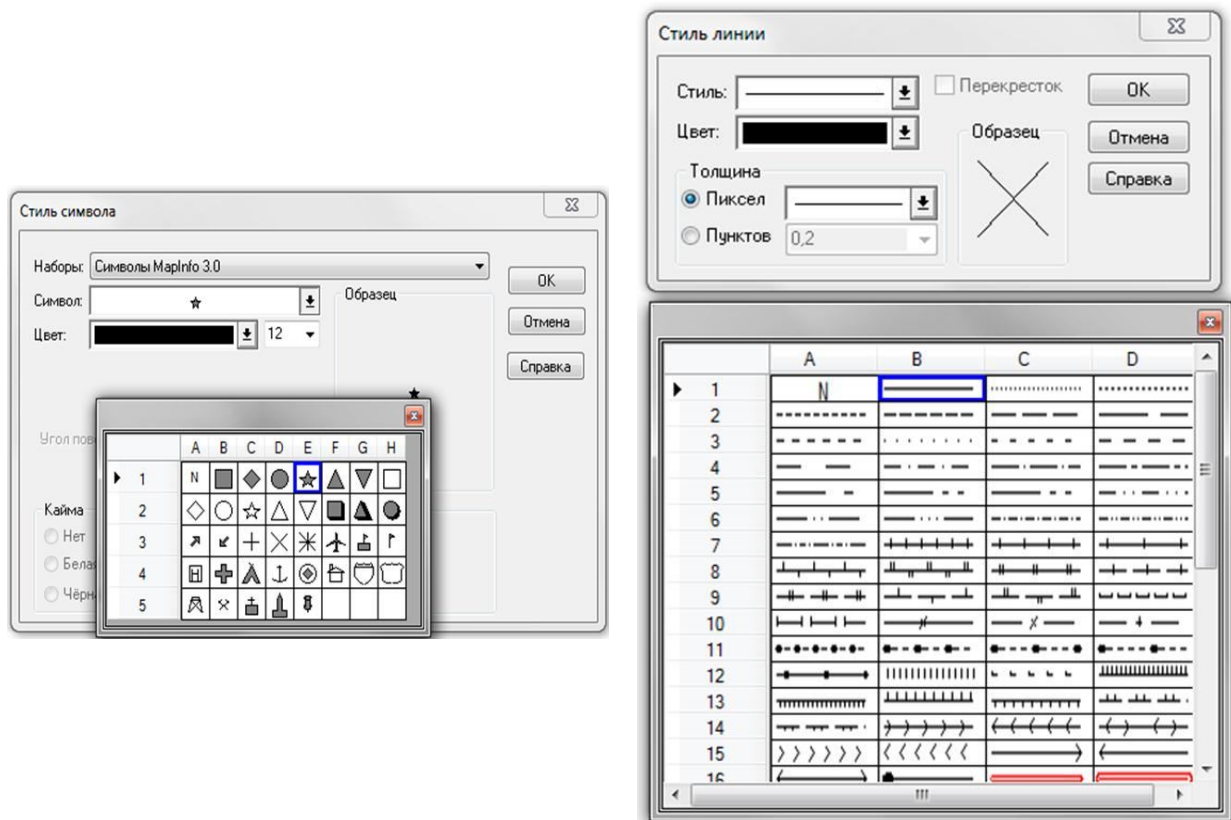 Стиль символа
Наборы: Символы MapInfo 3.0
Символ:
Цвет: 12
Образец
OK
Отмена
Справка
Угол пов
Кайма
Нет
Белая
Чёрн
A B C D E F G H
1 N
2
3
4
5
Стиль линии
Стиль:
Перекресток
OK
Цвет:
Образец
Отмена
Толщина
Справка
Пиксел
Пунктов 0,2
A B C D
1 N
2
3
4
5
6
7
8
9
10
11
12
13
14
15
16